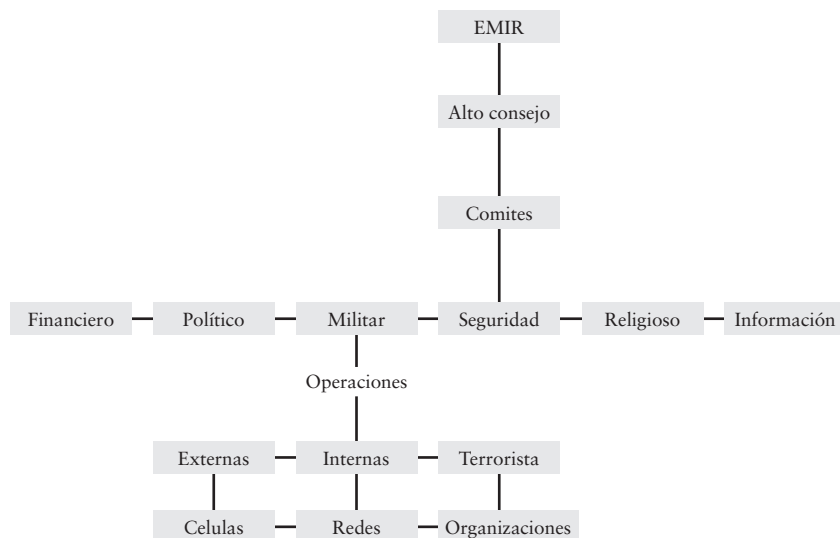 EMIR
Alto consejo
Comites
Financiero
Político
Militar
Seguridad
Religioso
Información
Operaciones
Externas
Internas
Terrorista
Celulas
Redes
Organizaciones